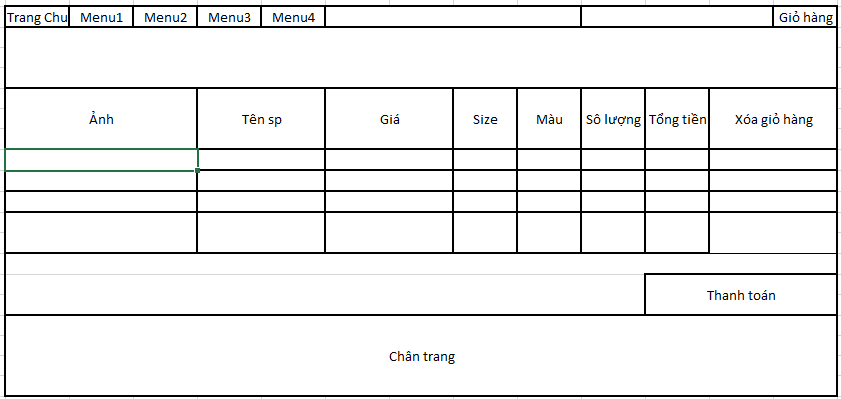 Trang Chu Menu1 Menu2 Menu3 Menu4 Giỏ hàng
Ảnh Tên sp Giá Size Màu Sô lượng Tổng tiền Xóa giỏ hàng
Thanh toán
Chân trang